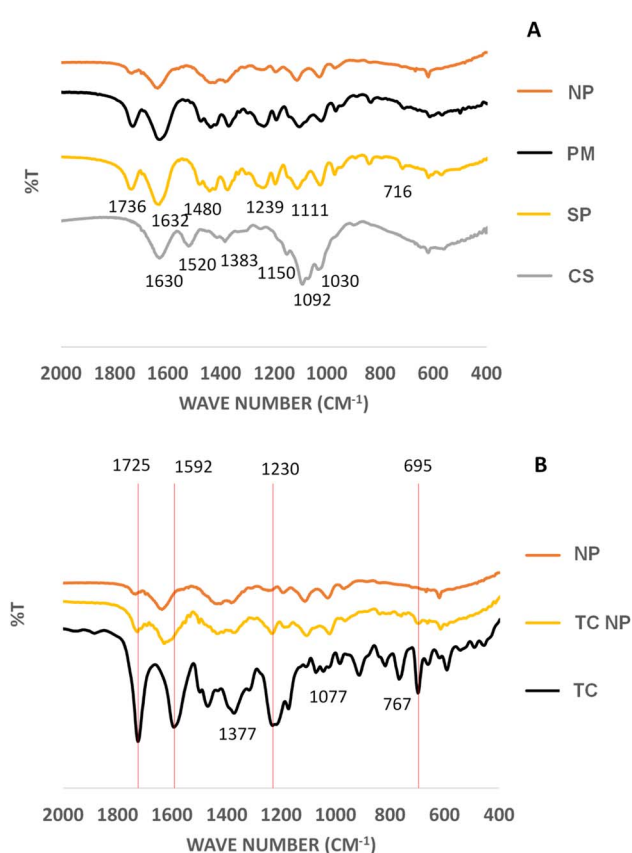 A
NP
PM
SP
CS
%T
1736
1632
1480
1239
1111
716
1630
1520
1383
1150
1092
1030
2000 1800 1600 1400 1200 1000 800 600 400
WAVE NUMBER (CM-1)
1725 1592 1230 695 B
NP
TC NP
TC
%T
1377
1077
767
2000 1800 1600 1400 1200 1000 800 600 400
WAVE NUMBER (CM-1)